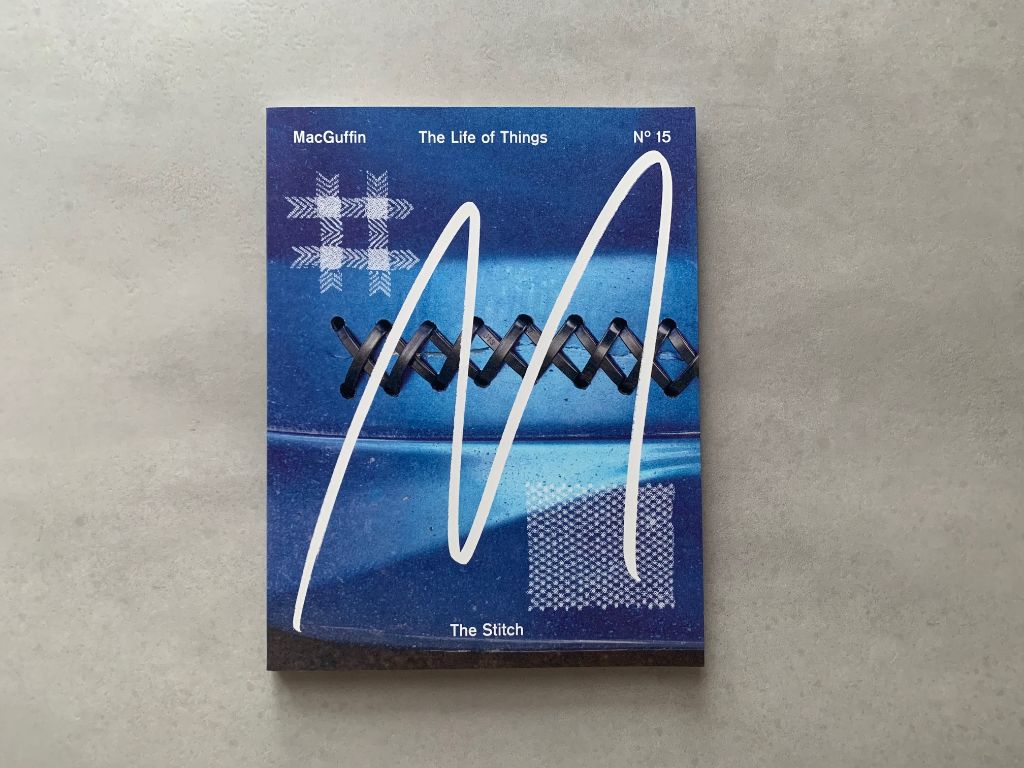 MacGuffin The Life of Things Nº 15
M
The Stitch